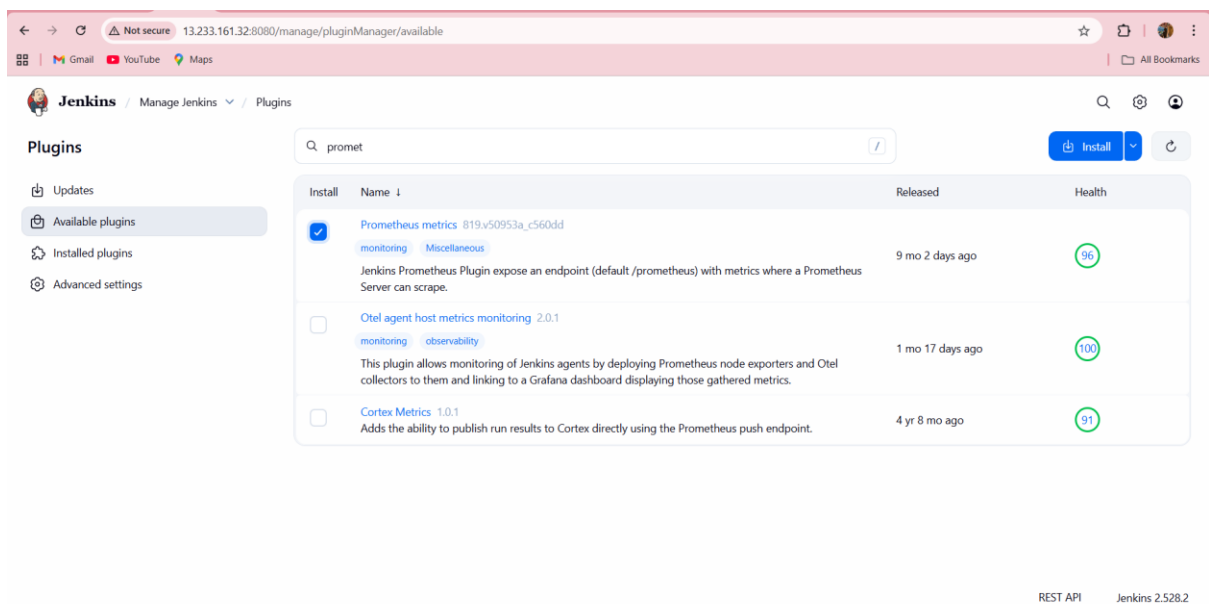 Not secure 13.233.161.32:8080/manage/pluginManager/available
Gmail YouTube Maps All Bookmarks
Jenkins / Manage Jenkins / Plugins
Plugins
promet /
Install
Updates
Available plugins
Installed plugins
Advanced settings
Install Name ↓ Released Health
Prometheus metrics 819.v50953a_c560dd
monitoring Miscellaneous
Jenkins Prometheus Plugin expose an endpoint (default /prometheus) with metrics where a Prometheus
Server can scrape.
9 mo 2 days ago 96
Otel agent host metrics monitoring 2.0.1
monitoring observability
This plugin allows monitoring of Jenkins agents by deploying Prometheus node exporters and Otel
collectors to them and linking to a Grafana dashboard displaying those gathered metrics.
1 mo 17 days ago 100
Cortex Metrics 1.0.1
Adds the ability to publish run results to Cortex directly using the Prometheus push endpoint.
4 yr 8 mo ago 91
REST API Jenkins 2.528.2